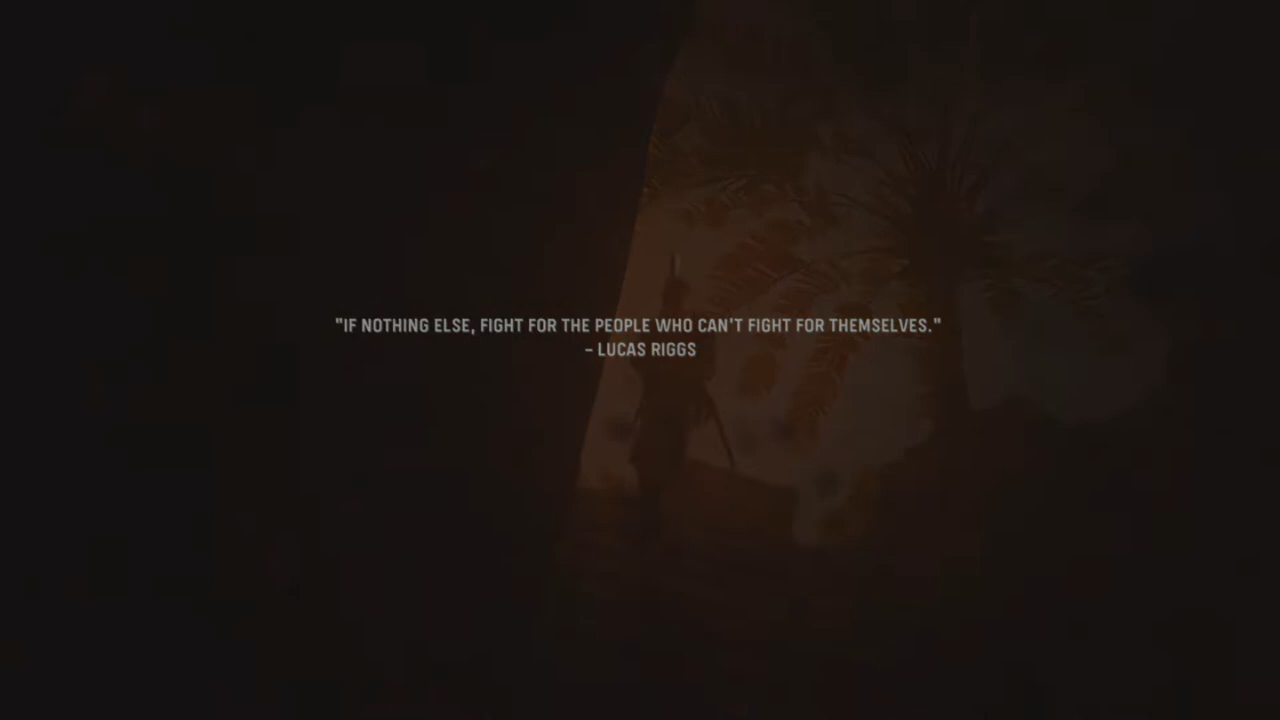 "IF NOTHING ELSE, FIGHT FOR THE PEOPLE WHO CAN'T FIGHT FOR THEMSELVES."
– LUCAS RIGGS